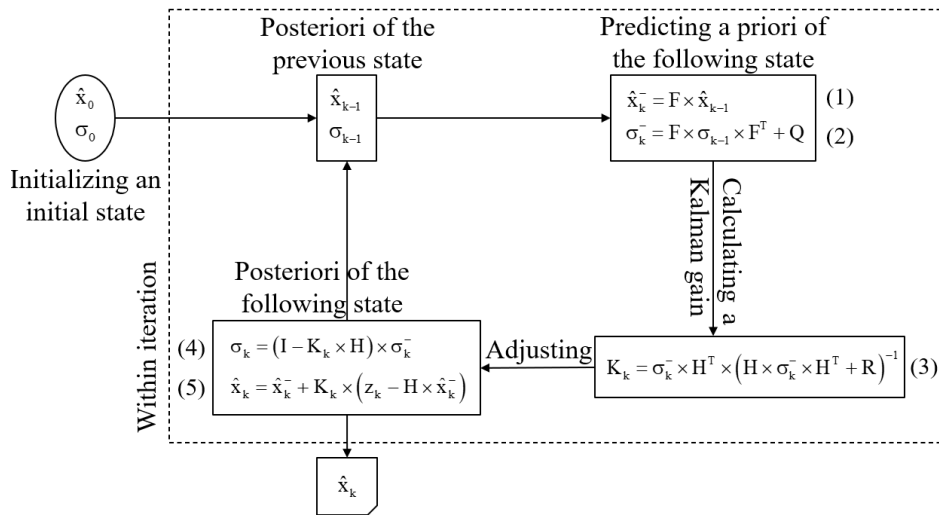 Posteriori of the
previous state
Predicting a priori of
the following state
x̂₀
σ₀
Initializing an
initial state
x̂ₖ₋₁
σₖ₋₁
x̂ₖ⁻ = F × x̂ₖ₋₁ (1)
σₖ⁻ = F × σₖ₋₁ × Fᵀ + Q (2)
Calculating a
Kalman gain
Kₖ = σₖ⁻ × Hᵀ × (H × σₖ⁻ × Hᵀ + R)⁻¹ (3)
Adjusting
Posteriori of the
following state
(4) σₖ = (I − Kₖ × H) × σₖ⁻
(5) x̂ₖ = x̂ₖ⁻ + Kₖ × (zₖ − H × x̂ₖ⁻)
Within iteration
x̂ₖ